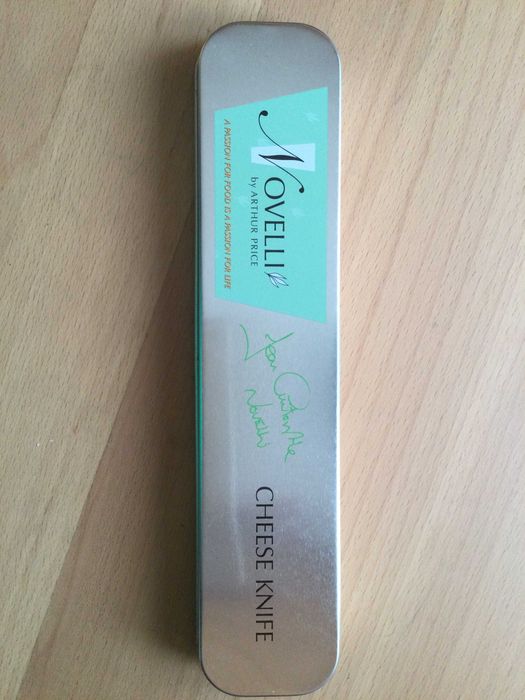 NOVELLI
by ARTHUR PRICE
A PASSION FOR FOOD IS A PASSION FOR LIFE
Jean Christophe
Novelli
CHEESE KNIFE